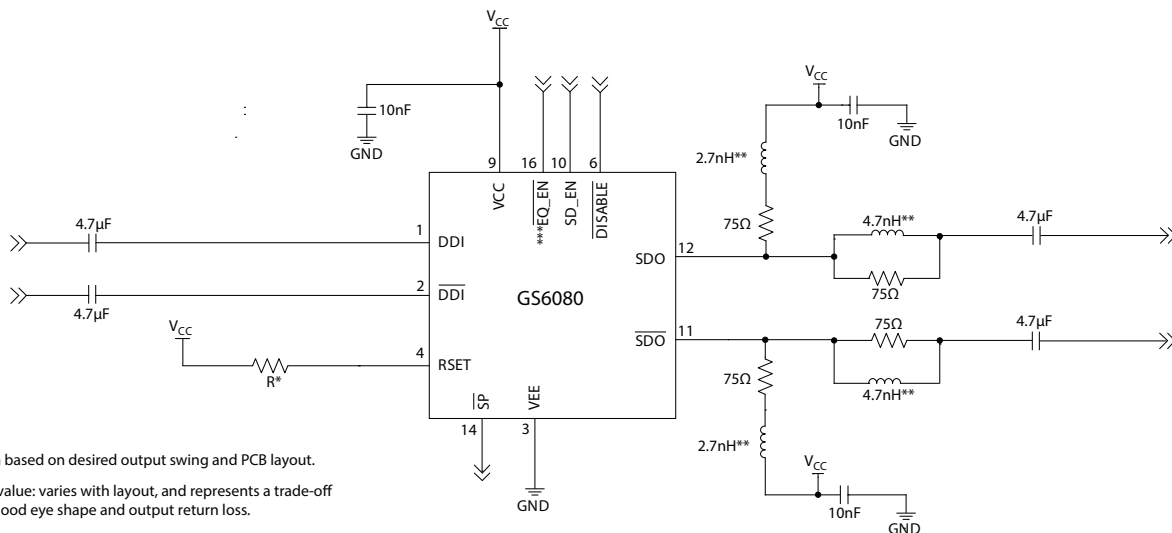 VCC
10nF
GND
9
16
10
6
VCC
***EQ_EN
SD_EN
DISABLE
4.7µF
1
DDI
2
DDI
4.7µF
GS6080
VCC
R*
4
RSET
SP
VEE
14
3
GND
SDO
12
SDO
11
VCC
10nF
GND
2.7nH**
75Ω
4.7nH**
75Ω
4.7µF
75Ω
4.7nH**
4.7µF
75Ω
2.7nH**
VCC
10nF
GND
based on desired output swing and PCB layout.
value: varies with layout, and represents a trade-off
eye shape and output return loss.